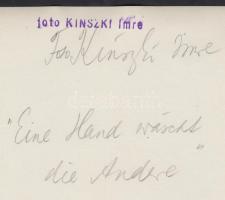 foto KINSZKI Imre
Foto Kinszki Imre
"Eine Hand wäscht
die Andere"